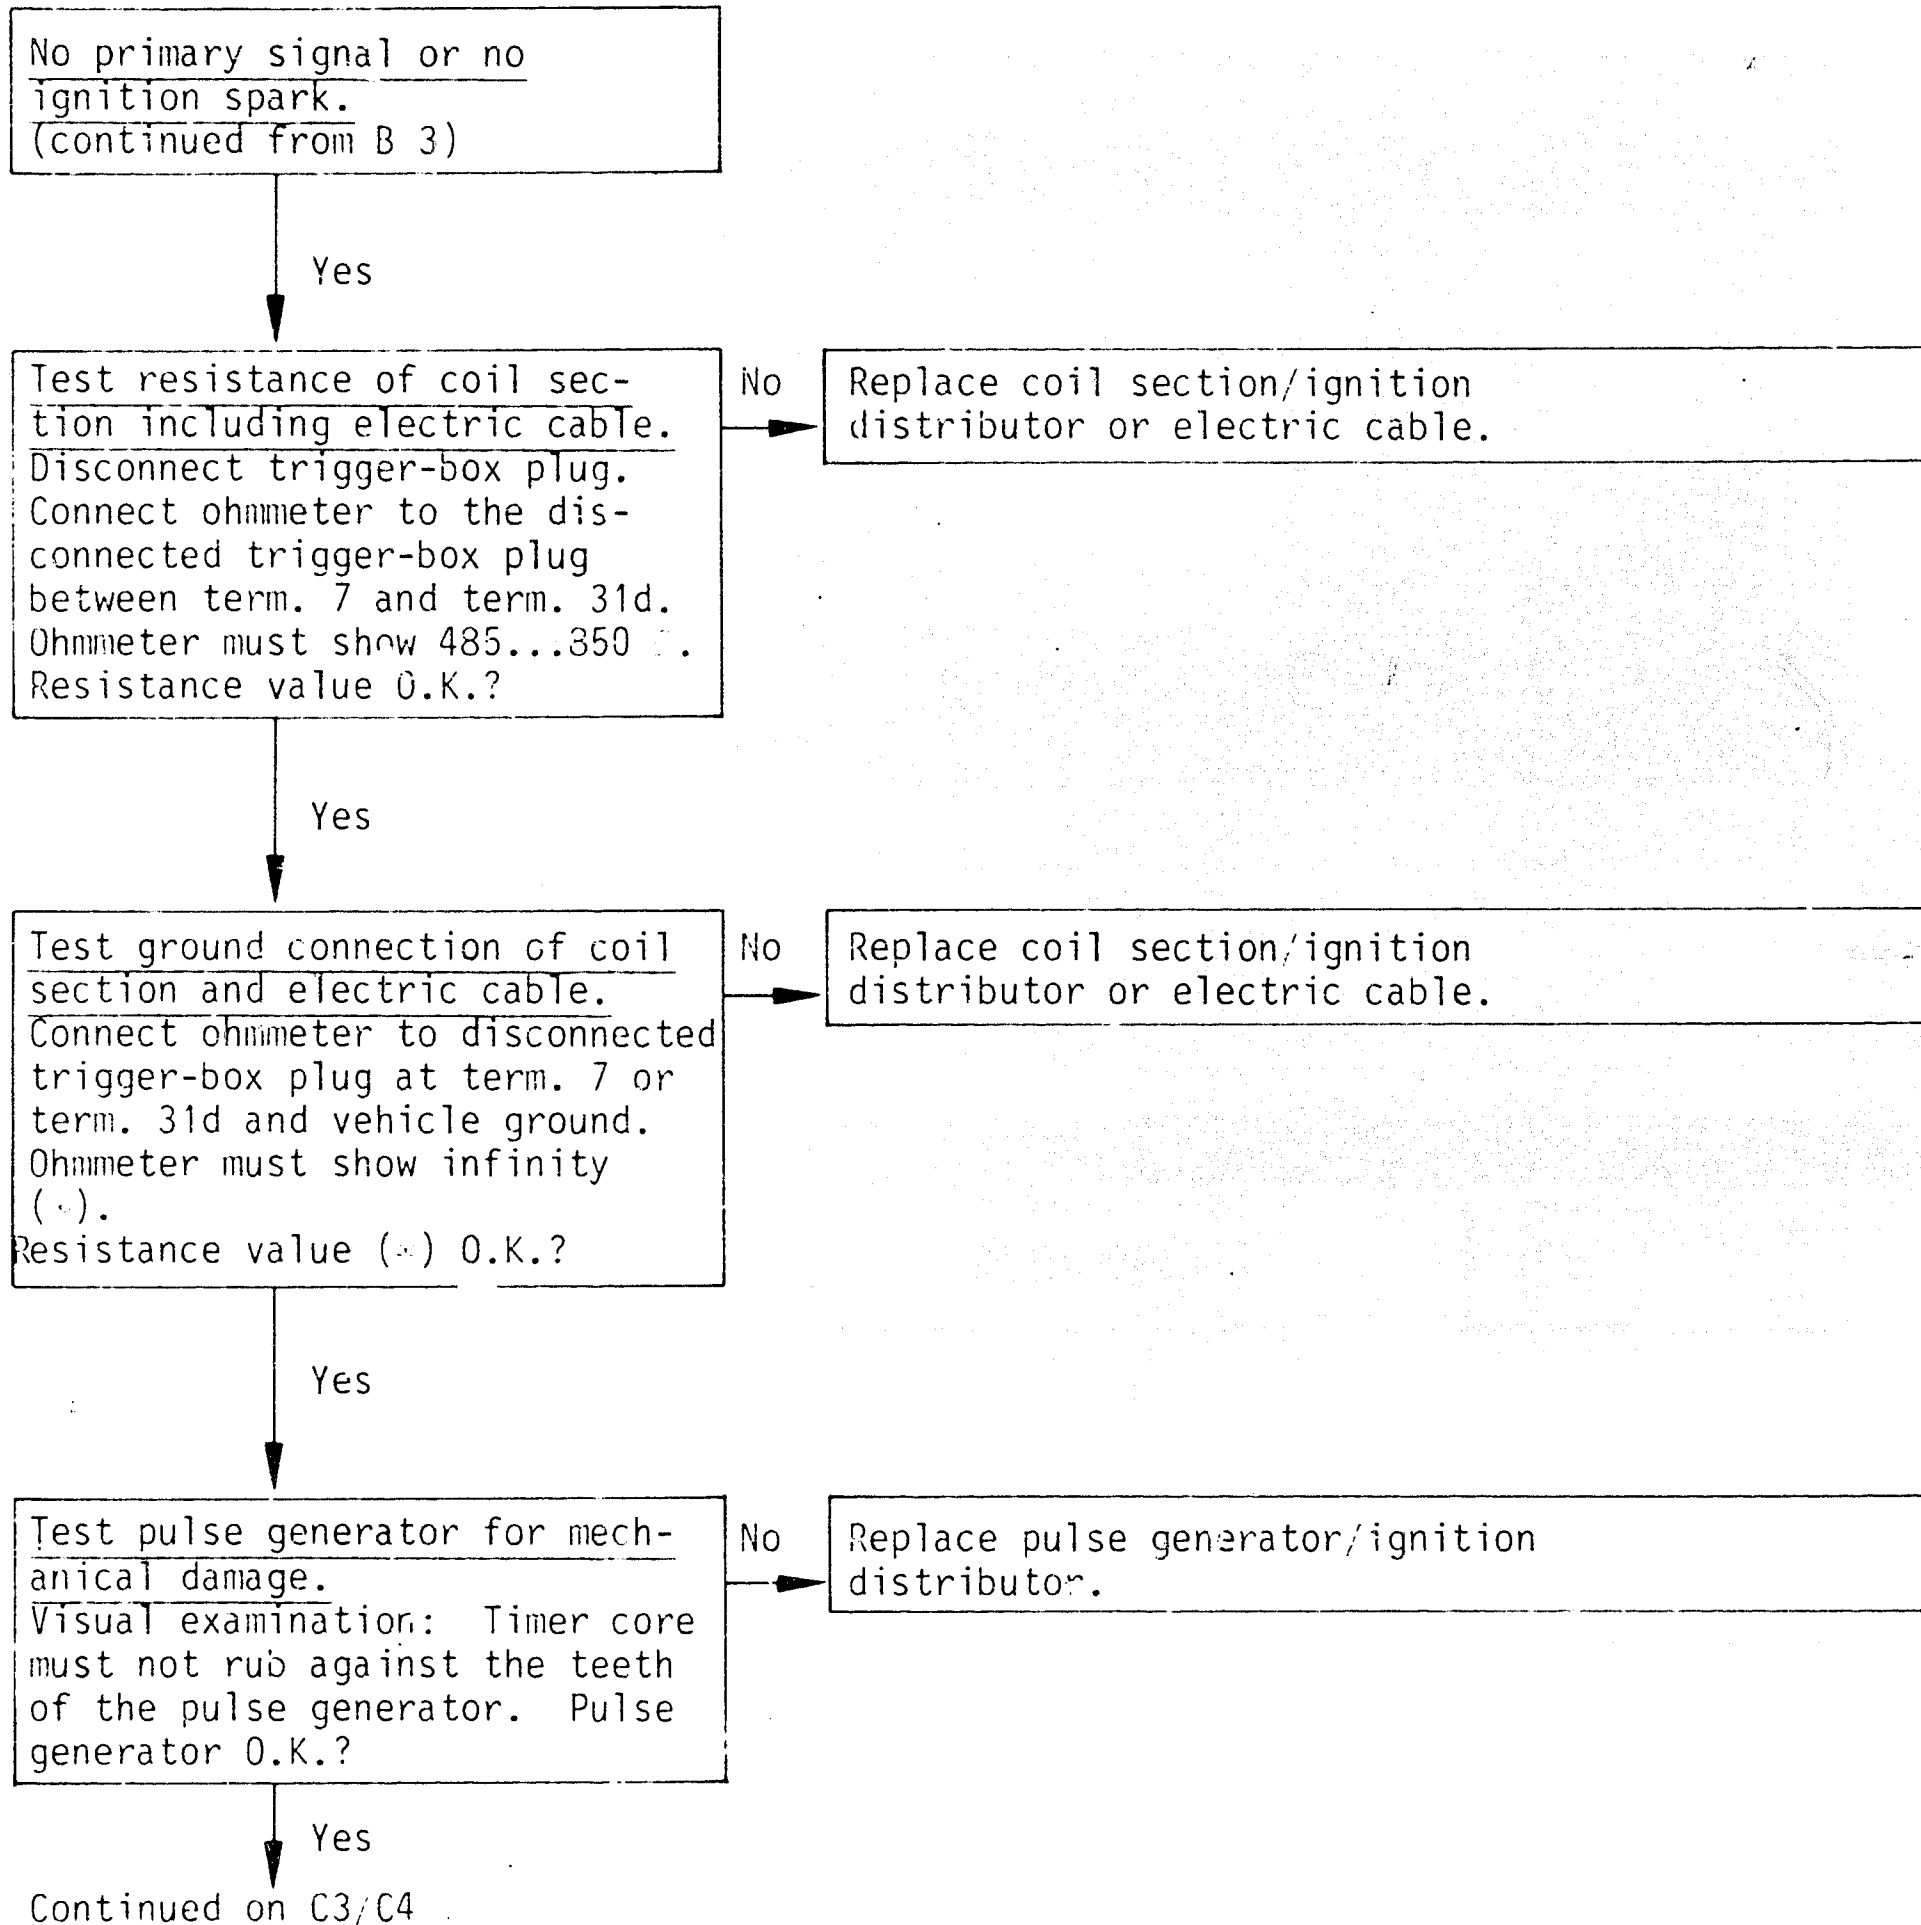 No primary signal or no
ignition spark.
(continued from B 3)
Yes
Test resistance of coil sec-
tion including electric cable.
Disconnect trigger-box plug.
Connect ohmmeter to the dis-
connected trigger-box plug
between term. 7 and term. 31d.
Ohmmeter must show .
Resistance value O.K.?
No
Replace coil section/ignition
distributor or electric cable.
Yes
Test ground connection of coil
section and electric cable.
Connect ohmmeter to disconnected
trigger-box plug at term. 7 or
term. 31d and vehicle ground.
Ohmmeter must show infinity
( ).
Resistance value ( ) O.K.?
No
Replace coil section/ignition
distributor or electric cable.
Yes
Test pulse generator for mech-
anical damage.
Visual examination: Timer core
must not rub against the teeth
of the pulse generator. Pulse
generator O.K.?
No
Replace pulse generator/ignition
distributor.
Yes
Continued on C3/C4